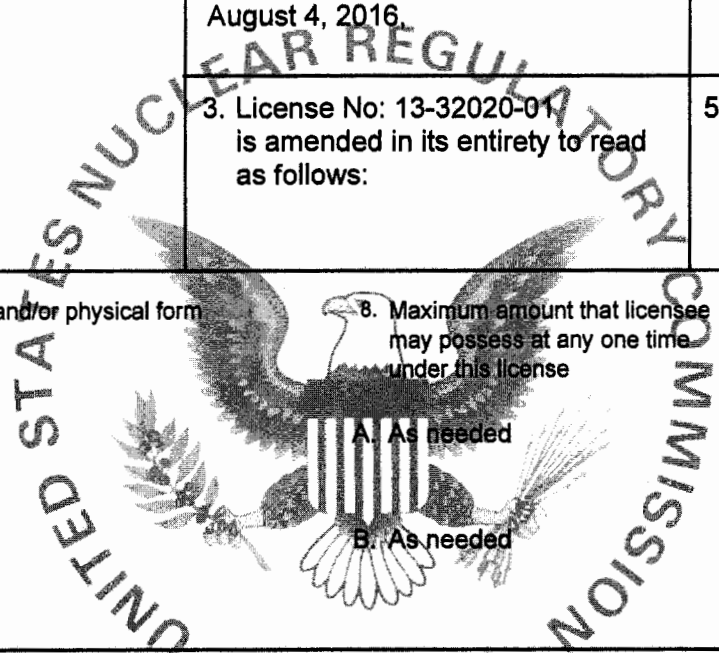 August 4, 2016.
3. License No: 13-32020-01
is amended in its entirety to read
as follows:
5
and/or physical form
8. Maximum amount that licensee
may possess at any one time
under this license
A. As needed
B. As needed
UNITED STATES NUCLEAR REGULATORY COMMISSION